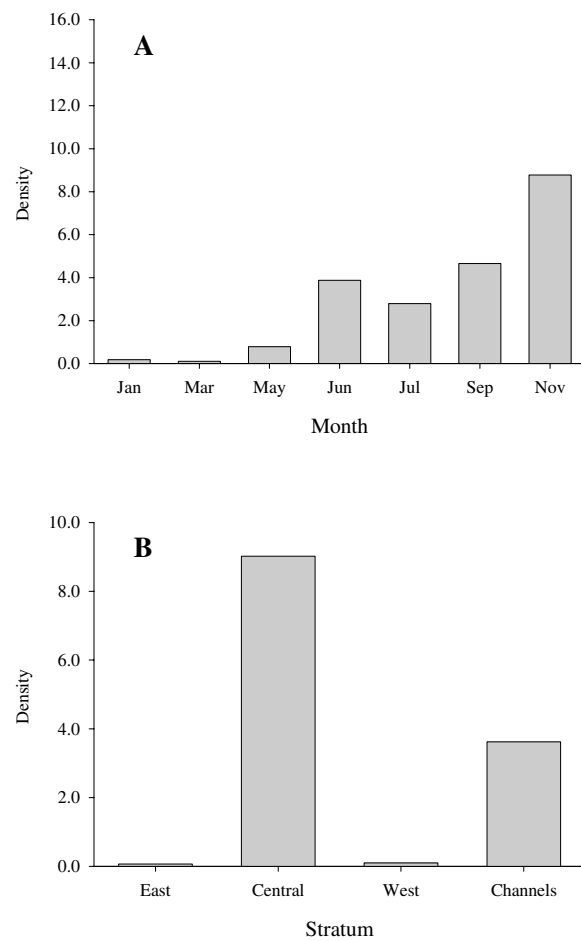 A
16.0
14.0
12.0
10.0
8.0
6.0
4.0
2.0
0.0
Density
Jan Mar May Jun Jul Sep Nov
Month
B
10.0
8.0
6.0
4.0
2.0
0.0
Density
East Central West Channels
Stratum